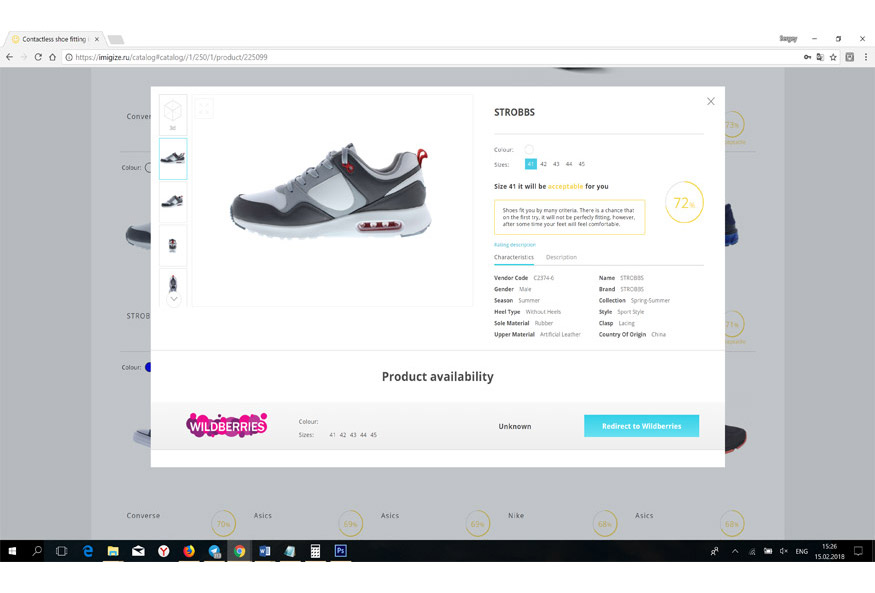 Contactless shoe fitting
Sergey
https://imigize.ru/catalog#catalog//1/250/1/product/225099
3d
STROBBS
Colour:
Sizes: 41 42 43 44 45
Size 41 it will be acceptable for you
72%
Shoes fit you by many criteria. There is a chance that
on the first try, it will not be perfecly fitting, however,
after some time your feet will feel comfortable.
Rating description
Characteristics Description
Vendor Code C2374-6 Name STROBBS
Gender Male Brand STROBBS
Season Summer Collection Spring-Summer
Heel Type Without Heels Style Sport Style
Sole Material Rubber Clasp Lacing
Upper Material Artificial Leather Country Of Origin China
Product availability
WILDBERRIES
Colour:
Sizes: 41 42 43 44 45
Unknown
Redirect to Wildberries
Convers
73%
Colour:
STROB
71%
Colour:
Converse 70% Asics 69% Asics 69% Nike 68% Asics 68%
ENG
15:26
15.02.2018